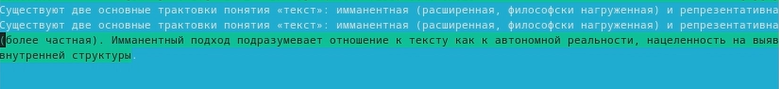 Существуют две основные трактовки понятия «текст»: имманентная (расширенная, философски нагруженная) и репрезентативна
Существуют две основные трактовки понятия «текст»: имманентная (расширенная, философски нагруженная) и репрезентативна
(более частная). Имманентный подход подразумевает отношение к тексту как к автономной реальности, нацеленность на выяв
внутренней структуры.